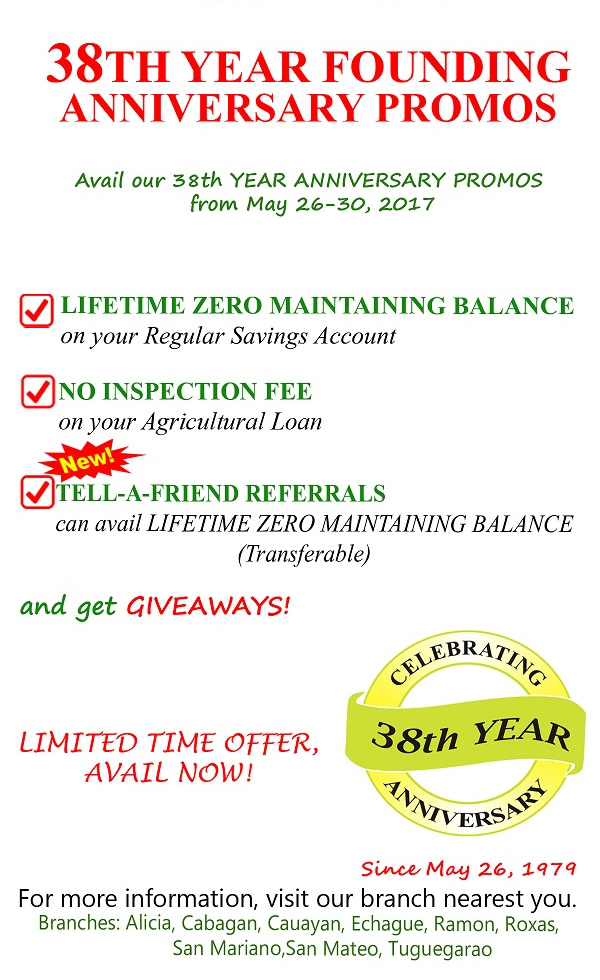 38TH YEAR FOUNDING
ANNIVERSARY PROMOS
Avail our 38th YEAR ANNIVERSARY PROMOS
from May 26-30, 2017
LIFETIME ZERO MAINTAINING BALANCE
on your Regular Savings Account
NO INSPECTION FEE
on your Agricultural Loan
New!
TELL-A-FRIEND REFERRALS
can avail LIFETIME ZERO MAINTAINING BALANCE
(Transferable)
and get GIVEAWAYS!
CELEBRATING
38th YEAR
ANNIVERSARY
LIMITED TIME OFFER,
AVAIL NOW!
Since May 26, 1979
For more information, visit our branch nearest you.
Branches: Alicia, Cabagan, Cauayan, Echague, Ramon, Roxas,
San Mariano,San Mateo, Tuguegarao